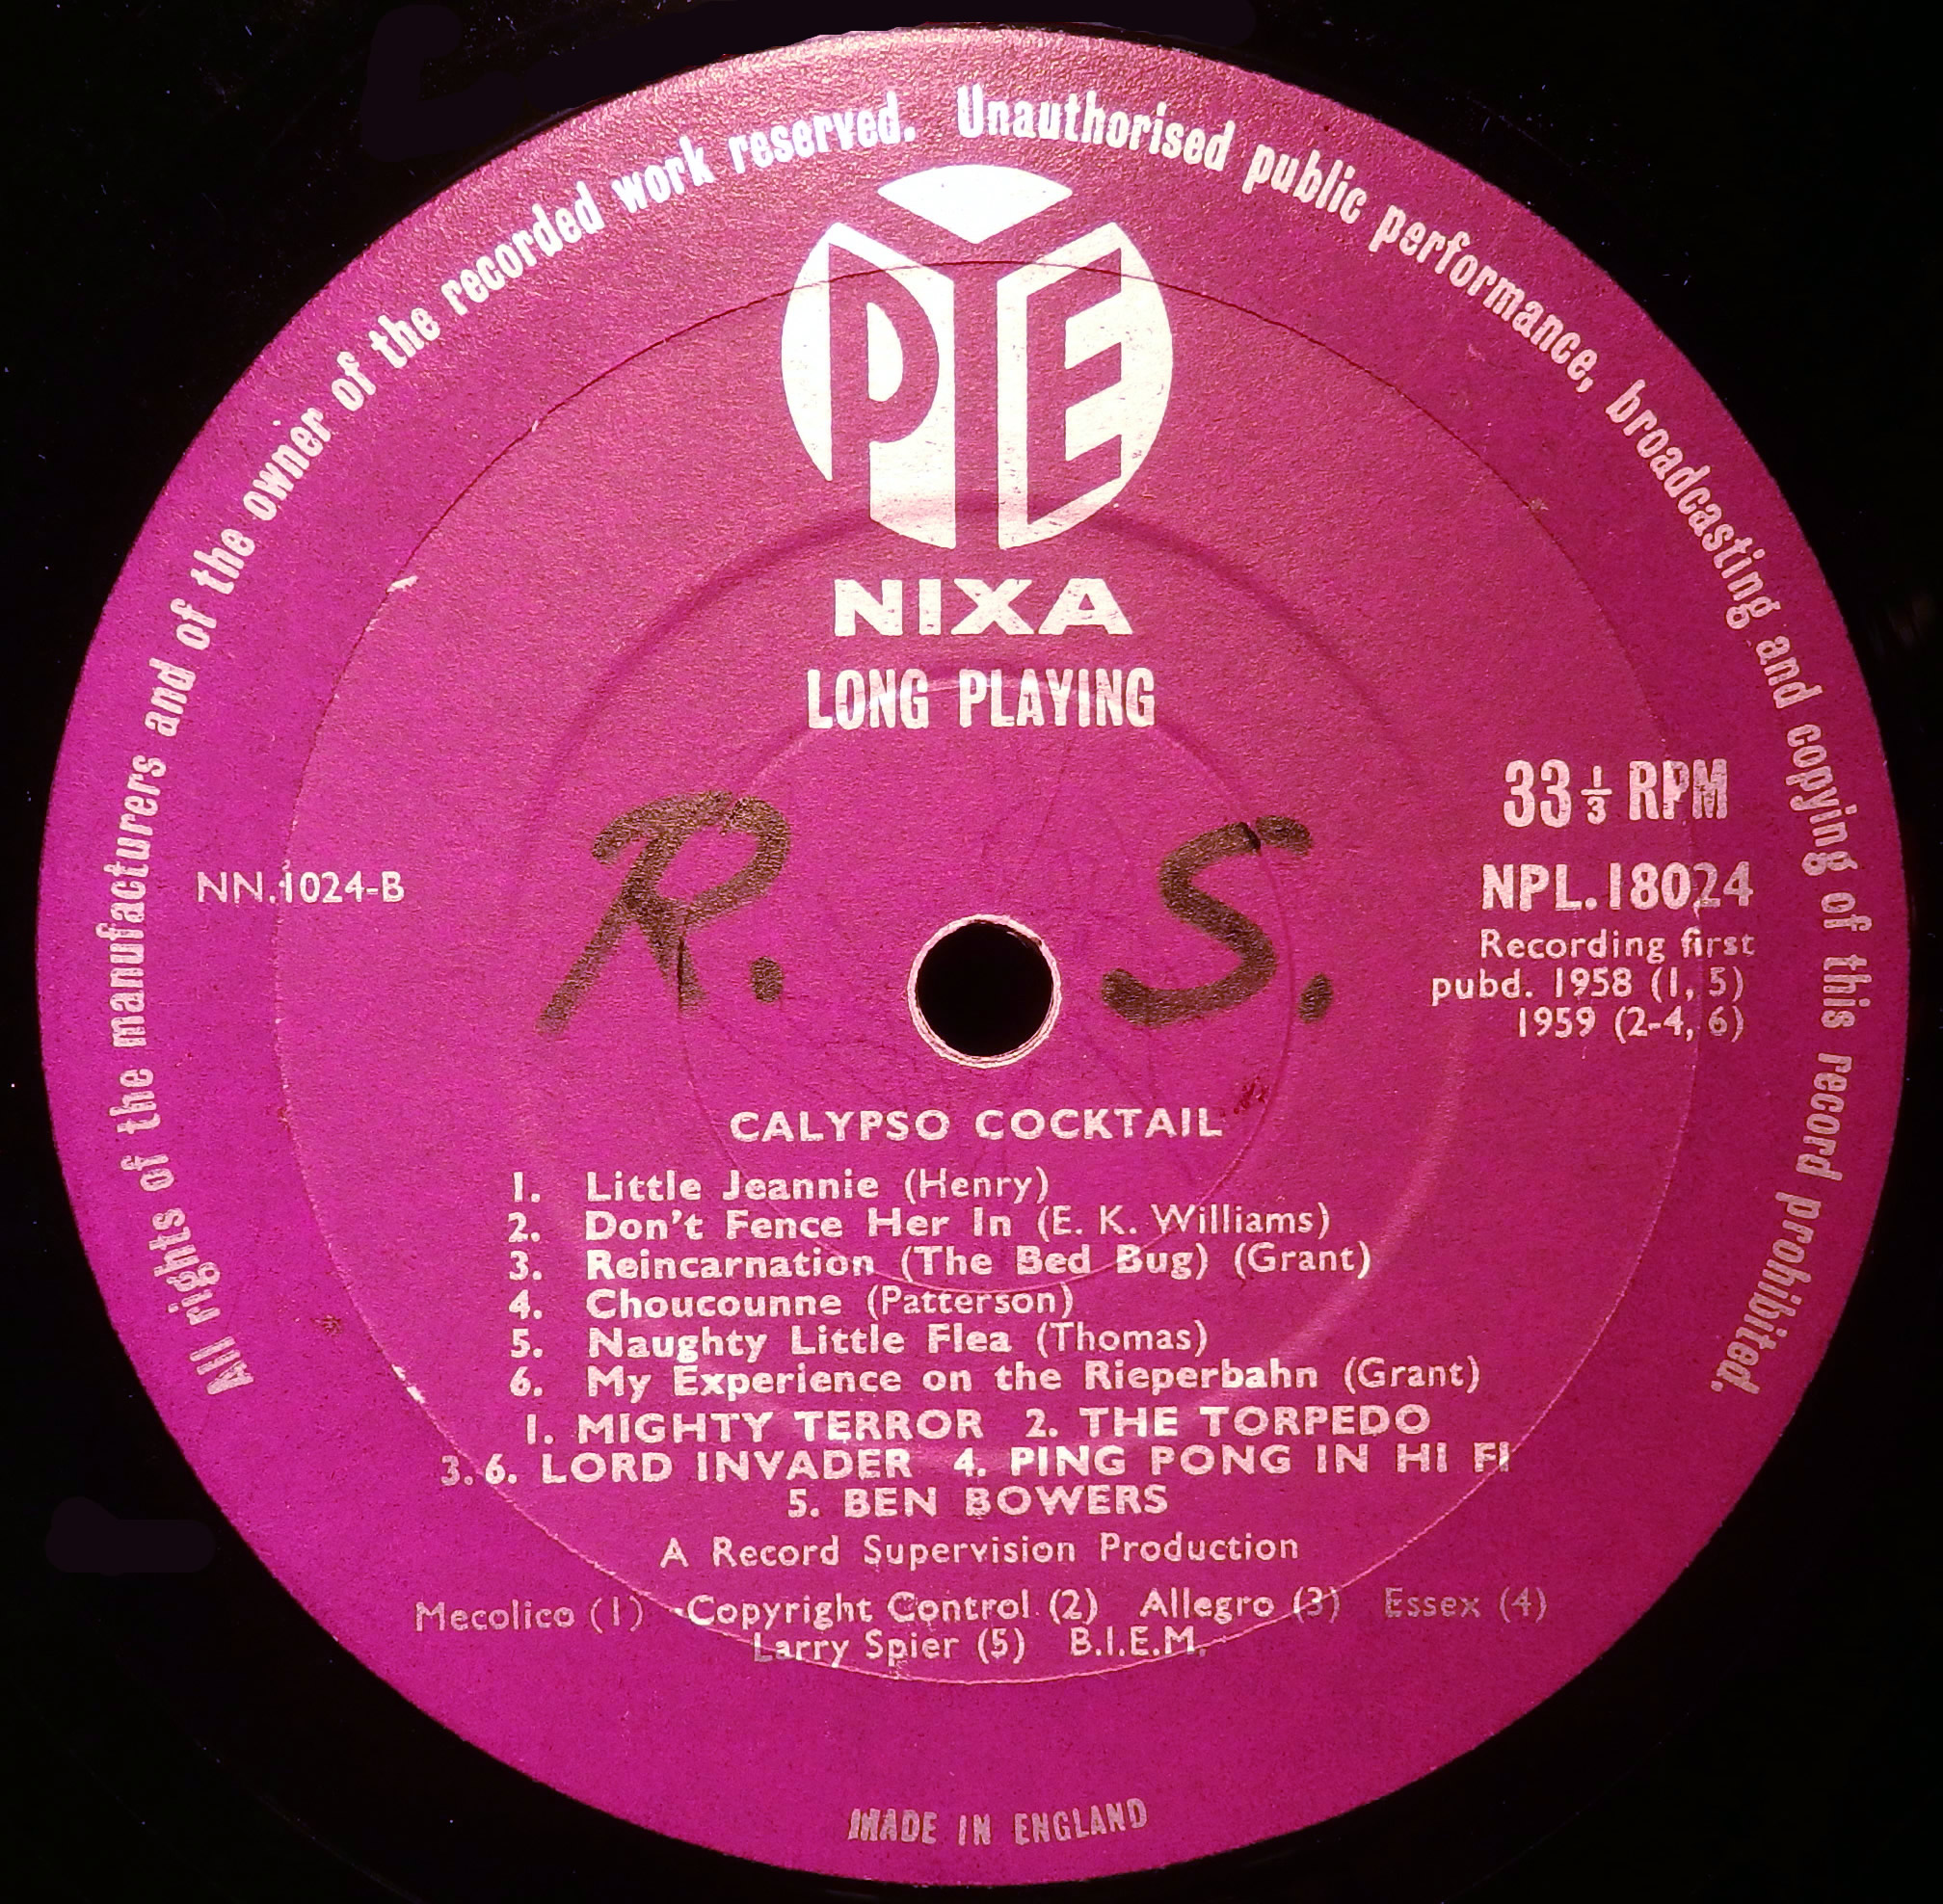 All rights of the manufacturers and of the owner of the recorded work reserved. Unauthorised public performance, broadcasting and copying of this record prohibited.
PYE
NIXA
LONG PLAYING
33⅓ RPM
NN.1024-B
NPL.18024
Recording first
pubd. 1958 (1, 5)
1959 (2-4, 6)
R. S.
CALYPSO COCKTAIL
1. Little Jeannie (Henry)
2. Don't Fence Her In (E. K. Williams)
3. Reincarnation (The Bed Bug) (Grant)
4. Choucounne (Patterson)
5. Naughty Little Flea (Thomas)
6. My Experience on the Rieperbahn (Grant)
1. MIGHTY TERROR 2. THE TORPEDO
3.6. LORD INVADER 4. PING PONG IN HI FI
5. BEN BOWERS
A Record Supervision Production
Mecolico (1) Copyright Control (2) Allegro (3) Essex (4)
Larry Spier (5) B.I.E.M.
MADE IN ENGLAND